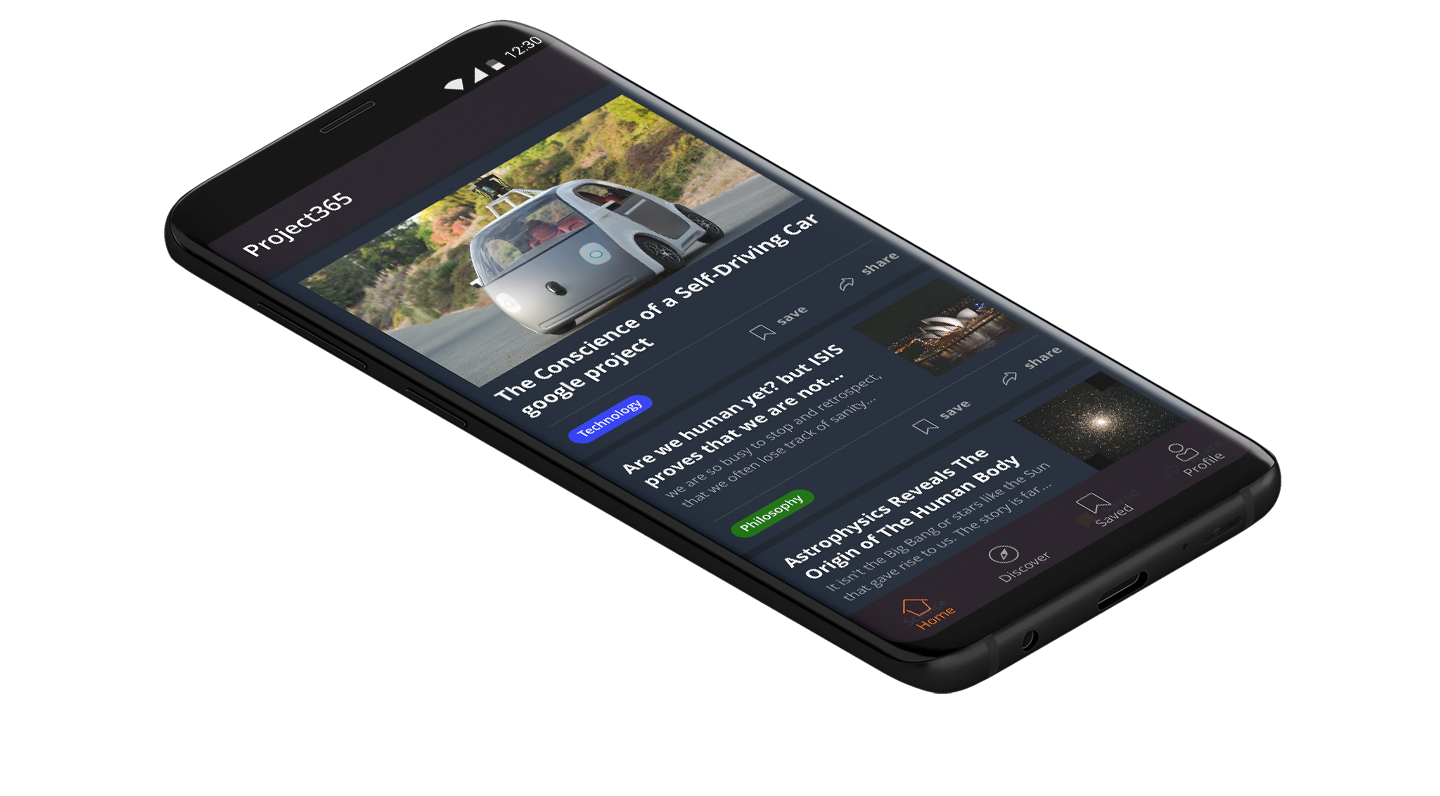 12:30
Project365
The Conscience of a Self-Driving Car
google project
Technology
save
share
Are we human yet? but ISIS
proves that we are not...
we are so busy to stop and retrospect,
that we often lose track of sanity...
Philosophy
save
share
Astrophysics Reveals The
Origin of The Human Body
It isn't the Big Bang or stars like the Sun
that gave rise to us. The story is far...
Home
Discover
Saved
Profile